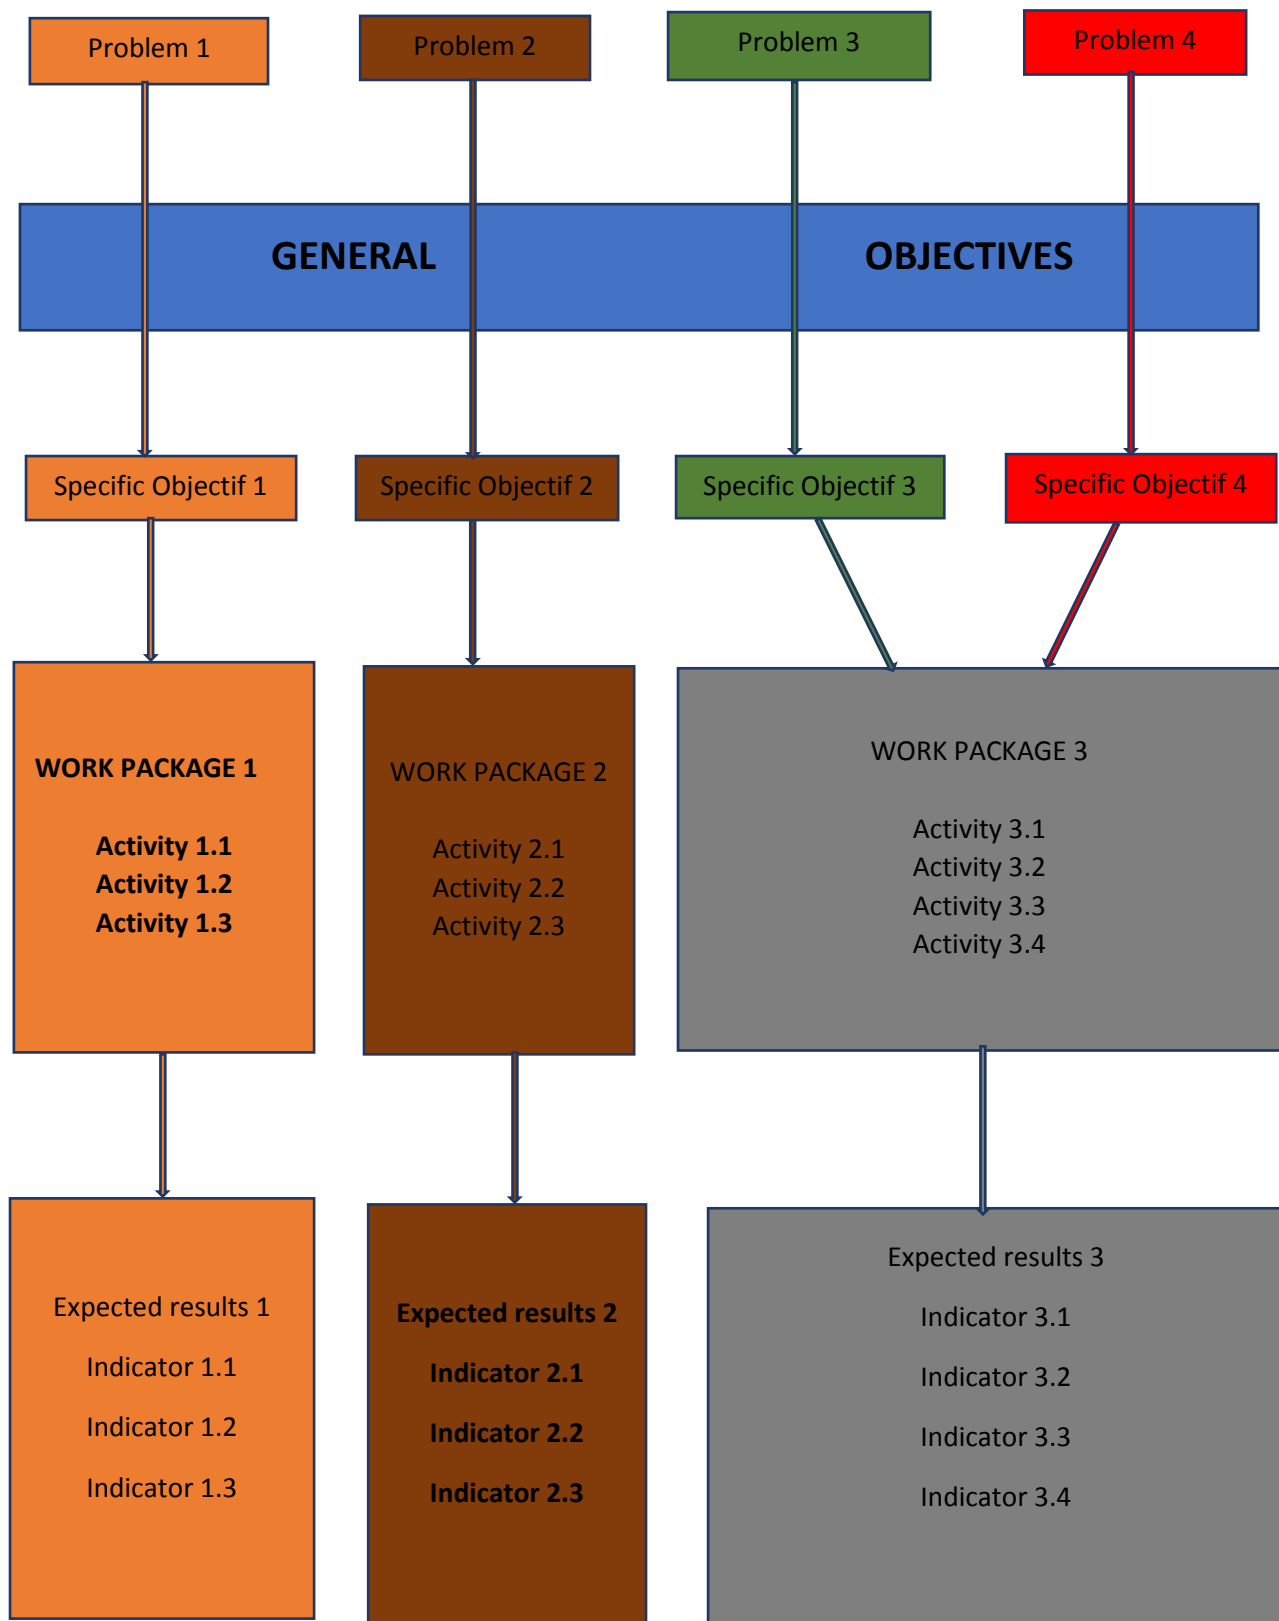 Problem 1
Problem 2
Problem 3
Problem 4
GENERAL OBJECTIVES
Specific Objectif 1
Specific Objectif 2
Specific Objectif 3
Specific Objectif 4
WORK PACKAGE 1
Activity 1.1
Activity 1.2
Activity 1.3
WORK PACKAGE 2
Activity 2.1
Activity 2.2
Activity 2.3
WORK PACKAGE 3
Activity 3.1
Activity 3.2
Activity 3.3
Activity 3.4
Expected results 1
Indicator 1.1
Indicator 1.2
Indicator 1.3
Expected results 2
Indicator 2.1
Indicator 2.2
Indicator 2.3
Expected results 3
Indicator 3.1
Indicator 3.2
Indicator 3.3
Indicator 3.4